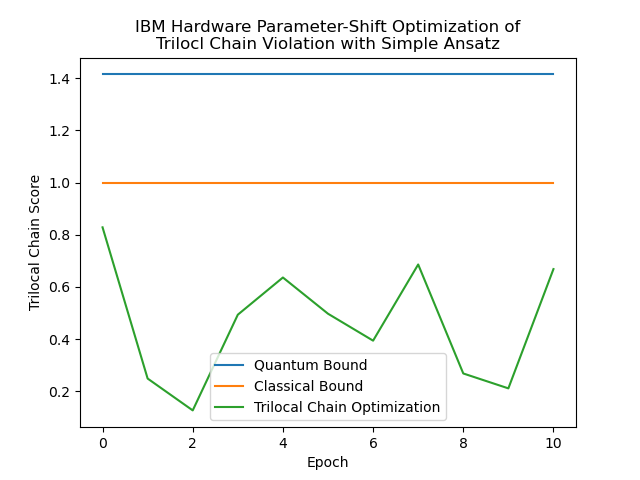 IBM Hardware Parameter-Shift Optimization of
Trilocl Chain Violation with Simple Ansatz
Trilocal Chain Score
1.4
1.2
1.0
0.8
0.6
0.4
0.2
Quantum Bound
Classical Bound
Trilocal Chain Optimization
0 2 4 6 8 10
Epoch